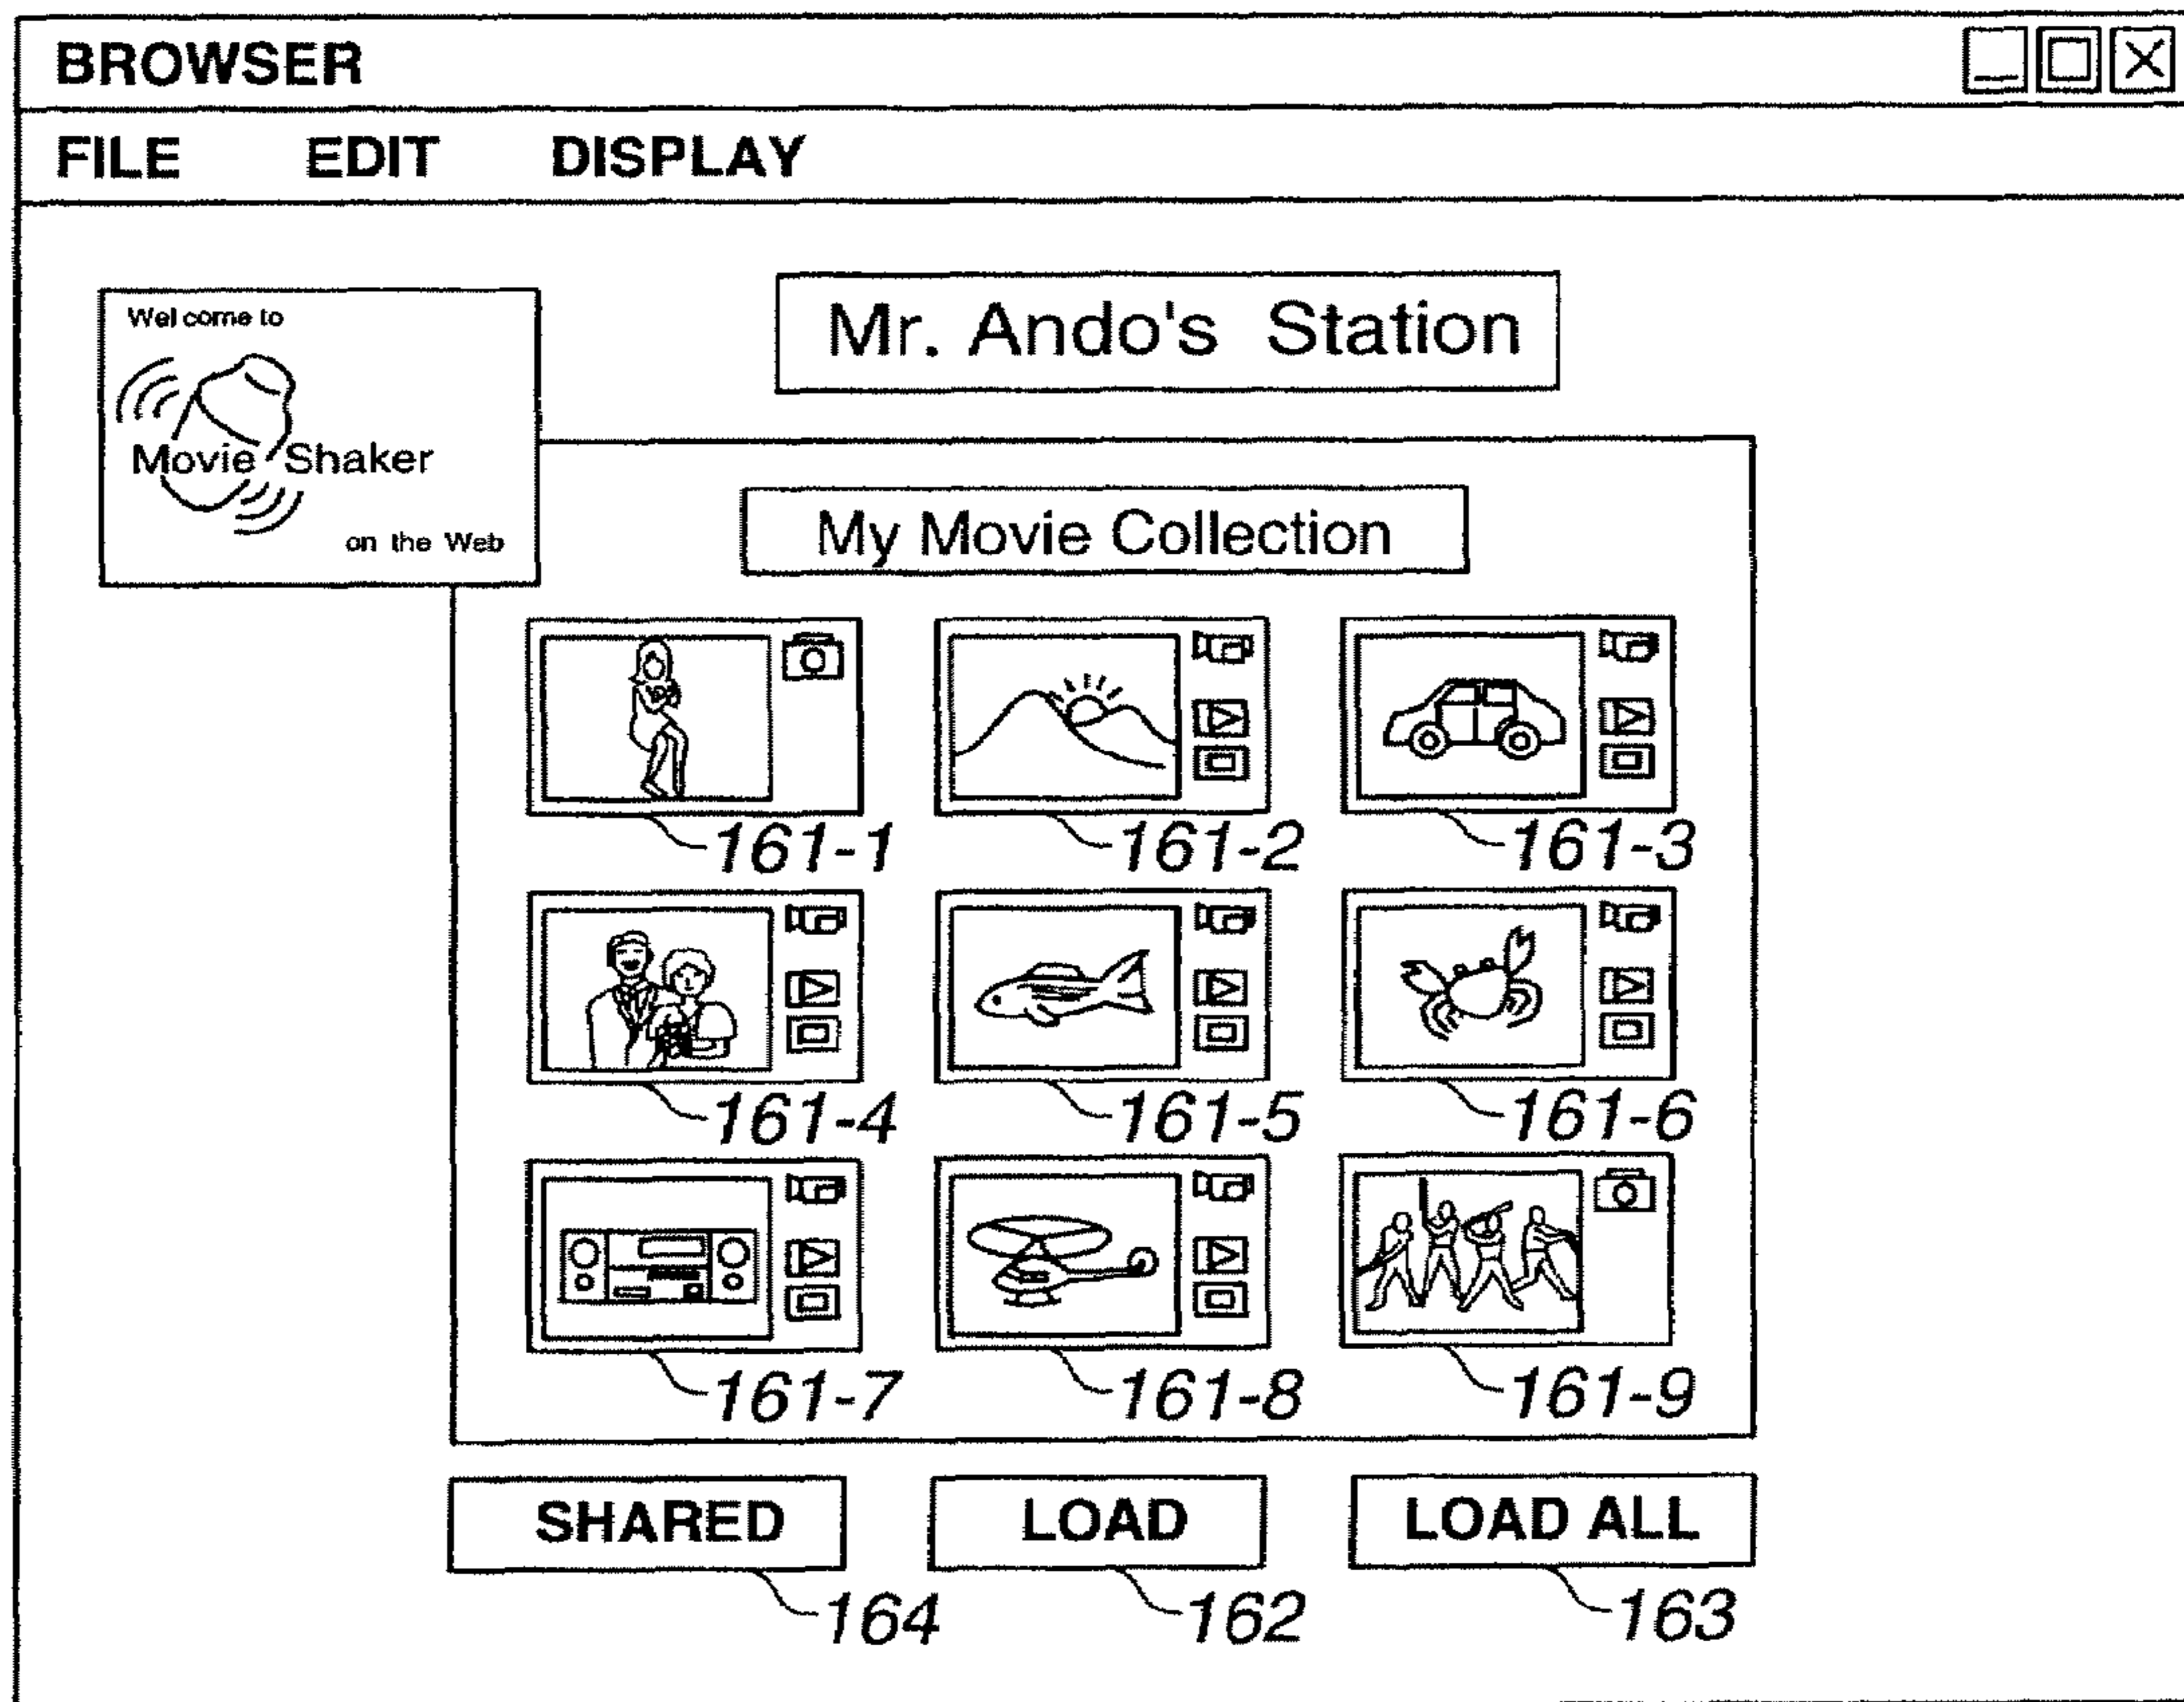 BROWSER
FILE EDIT DISPLAY
Welcome to
Movie Shaker
on the Web
Mr. Ando's Station
My Movie Collection
161-1 161-2 161-3
161-4 161-5 161-6
161-7 161-8 161-9
SHARED LOAD LOAD ALL
164 162 163